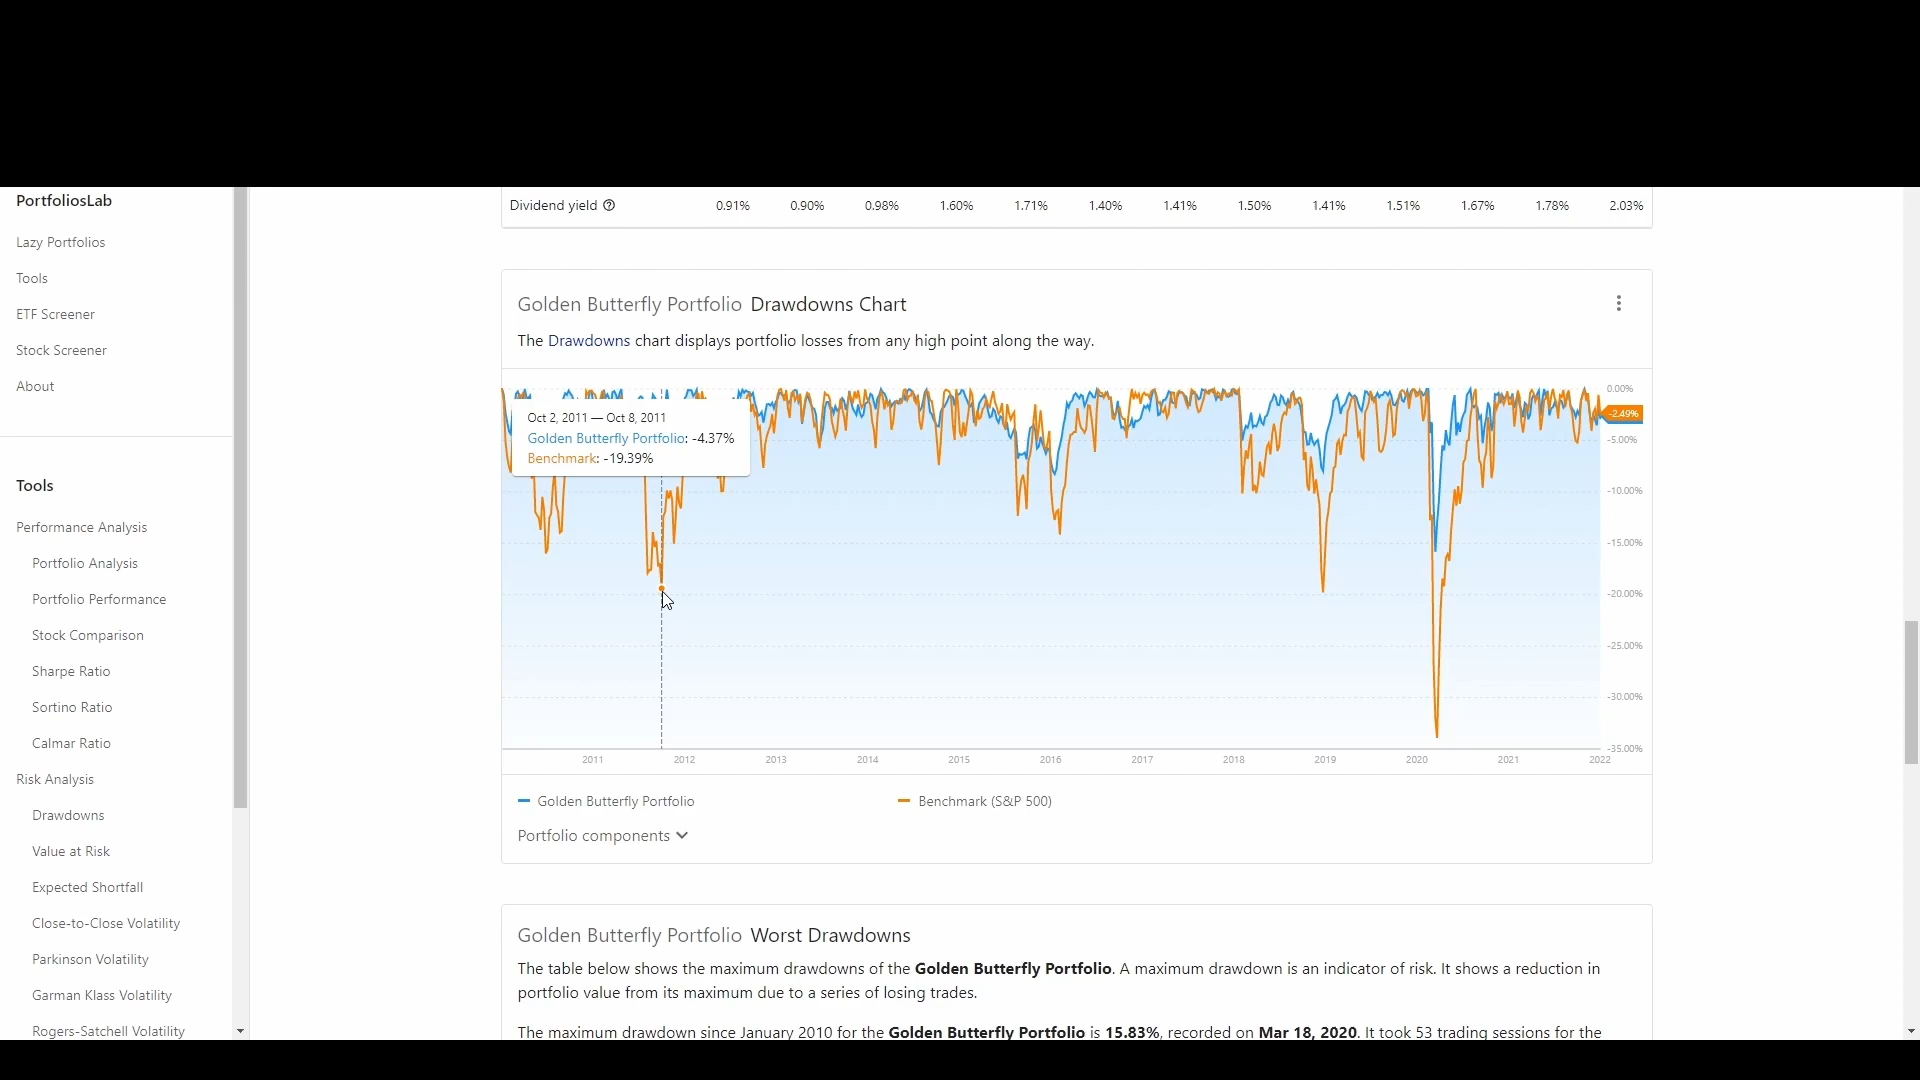 PortfoliosLab
Lazy Portfolios
Tools
ETF Screener
Stock Screener
About
Tools
Performance Analysis
Portfolio Analysis
Portfolio Performance
Stock Comparison
Sharpe Ratio
Sortino Ratio
Calmar Ratio
Risk Analysis
Drawdowns
Value at Risk
Expected Shortfall
Close-to-Close Volatility
Parkinson Volatility
Garman Klass Volatility
Rogers-Satchell Volatility
Dividend yield 0.91% 0.90% 0.98% 1.60% 1.71% 1.40% 1.41% 1.50% 1.41% 1.51% 1.67% 1.78% 2.03%
Golden Butterfly Portfolio Drawdowns Chart
The Drawdowns chart displays portfolio losses from any high point along the way.
Oct 2, 2011 — Oct 8, 2011
Golden Butterfly Portfolio: -4.37%
Benchmark: -19.39%
0.00%
-2.49%
-5.00%
-10.00%
-15.00%
-20.00%
-25.00%
-30.00%
-35.00%
2011 2012 2013 2014 2015 2016 2017 2018 2019 2020 2021 2022
Golden Butterfly Portfolio Benchmark (S&P 500)
Portfolio components
Golden Butterfly Portfolio Worst Drawdowns
The table below shows the maximum drawdowns of the Golden Butterfly Portfolio. A maximum drawdown is an indicator of risk. It shows a reduction in
portfolio value from its maximum due to a series of losing trades.
The maximum drawdown since January 2010 for the Golden Butterfly Portfolio is 15.83%, recorded on Mar 18, 2020. It took 53 trading sessions for the